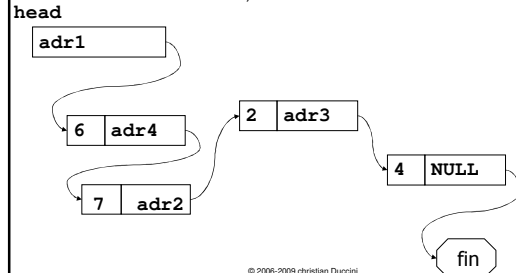 head
adr1
6 adr4
7 adr2
2 adr3
4 NULL
fin
© 2006-2009 christian Duccini